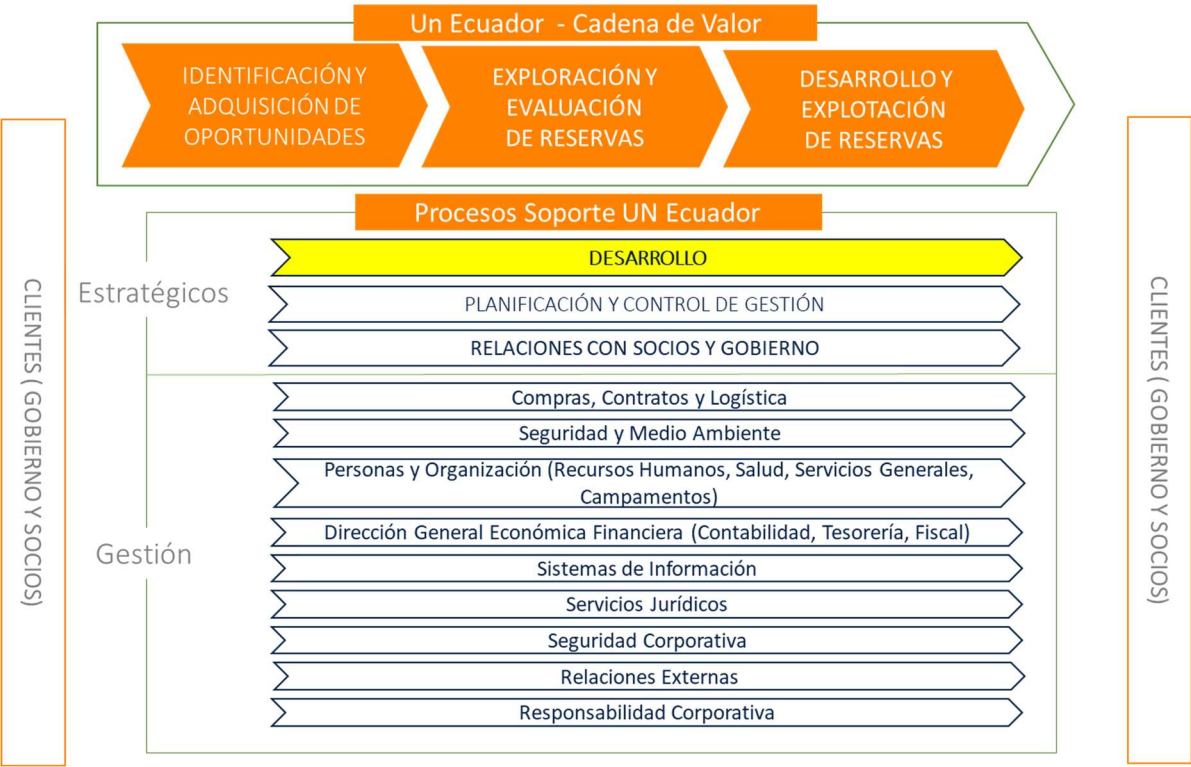 Un Ecuador - Cadena de Valor
IDENTIFICACIÓN Y
ADQUISICIÓN DE
OPORTUNIDADES
EXPLORACIÓN Y
EVALUACIÓN
DE RESERVAS
DESARROLLO Y
EXPLOTACIÓN
DE RESERVAS
CLIENTES ( GOBIERNO Y SOCIOS)
Procesos Soporte UN Ecuador
Estratégicos
DESARROLLO
PLANIFICACIÓN Y CONTROL DE GESTIÓN
RELACIONES CON SOCIOS Y GOBIERNO
Gestión
Compras, Contratos y Logística
Seguridad y Medio Ambiente
Personas y Organización (Recursos Humanos, Salud, Servicios Generales,
Campamentos)
Dirección General Económica Financiera (Contabilidad, Tesorería, Fiscal)
Sistemas de Información
Servicios Jurídicos
Seguridad Corporativa
Relaciones Externas
Responsabilidad Corporativa
CLIENTES ( GOBIERNO Y SOCIOS)